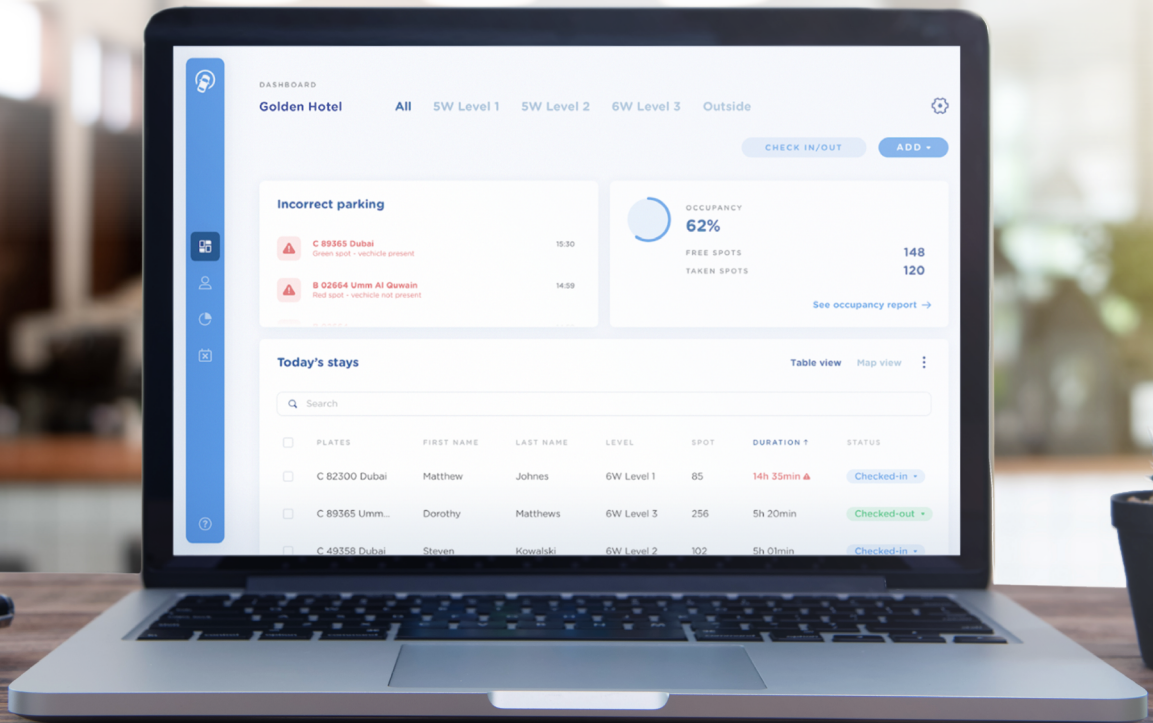 DASHBOARD
Golden Hotel
All 5W Level 1 5W Level 2 6W Level 3 Outside
CHECK IN/OUT ADD
Incorrect parking
C 89365 Dubai 15:30
Green spot - vechicle present
B 02664 Umm Al Quwain 14:59
Red spot - vechicle not present
OCCUPANCY
62%
FREE SPOTS 148
TAKEN SPOTS 120
See occupancy report →
Today's stays
Table view Map view
Search
PLATES FIRST NAME LAST NAME LEVEL SPOT DURATION ↑ STATUS
C 82300 Dubai Matthew Johnes 6W Level 1 85 14h 35min Checked-in
C 89365 Umm... Dorothy Matthews 6W Level 3 256 5h 20min Checked-out
C 49358 Dubai Steven Kowalski 6W Level 2 102 5h 01min Checked-in
?